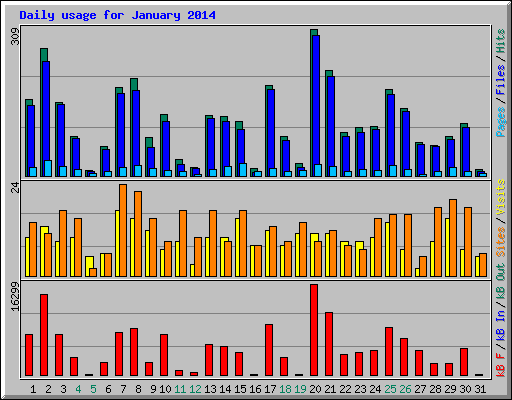 Daily usage for January 2014
309
24
16299
Pages / Files / Hits
Sites / Visits
kB F / kB In / kB Out
1 2 3 4 5 6 7 8 9 10 11 12 13 14 15 16 17 18 19 20 21 22 23 24 25 26 27 28 29 30 31